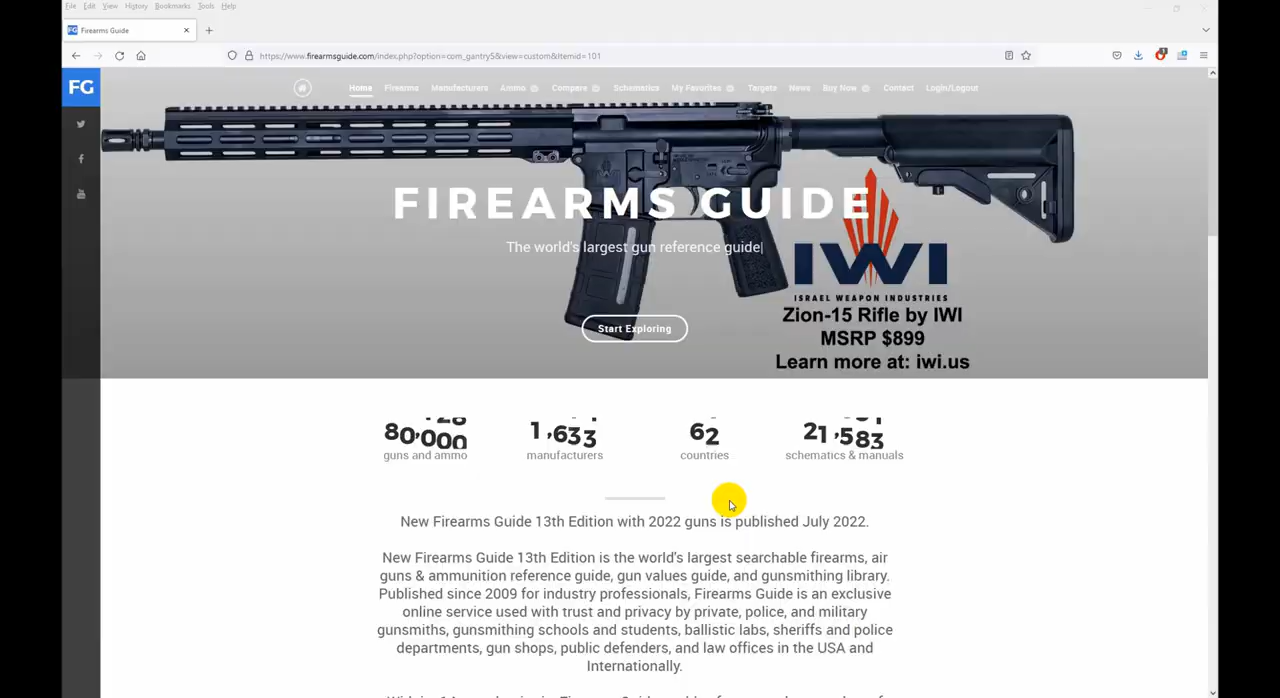 File Edit View History Bookmarks Tools Help
FG Firearms Guide
https://www.firearmsguide.com/index.php?option=com_gantry5&view=custom&Itemid=101
FG
Home Firearms Manufacturers Ammo Compare Schematics My Favorites Targets News Buy Now Contact Login/Logout
FIREARMS GUIDE
The world's largest gun reference guide
IWI
ISRAEL WEAPON INDUSTRIES
Zion-15 Rifle by IWI
MSRP $899
Learn more at: iwi.us
Start Exploring
guns and ammo
manufacturers
62
countries
schematics & manuals
New Firearms Guide 13th Edition with 2022 guns is published July 2022.
New Firearms Guide 13th Edition is the world's largest searchable firearms, air
guns & ammunition reference guide, gun values guide, and gunsmithing library.
Published since 2009 for industry professionals, Firearms Guide is an exclusive
online service used with trust and privacy by private, police, and military
gunsmiths, gunsmithing schools and students, ballistic labs, sheriffs and police
departments, gun shops, public defenders, and law offices in the USA and
Internationally.